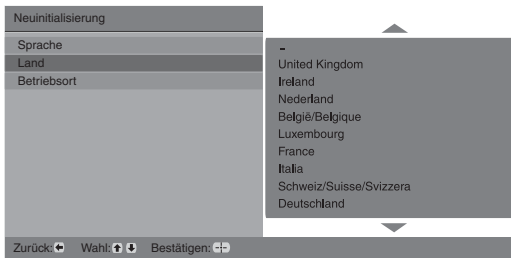 Neuinitialisierung
Sprache
Land
Betriebsort
-
United Kingdom
Ireland
Nederland
België/Belgique
Luxembourg
France
Italia
Schweiz/Suisse/Svizzera
Deutschland
Zurück: Wahl: Bestätigen: